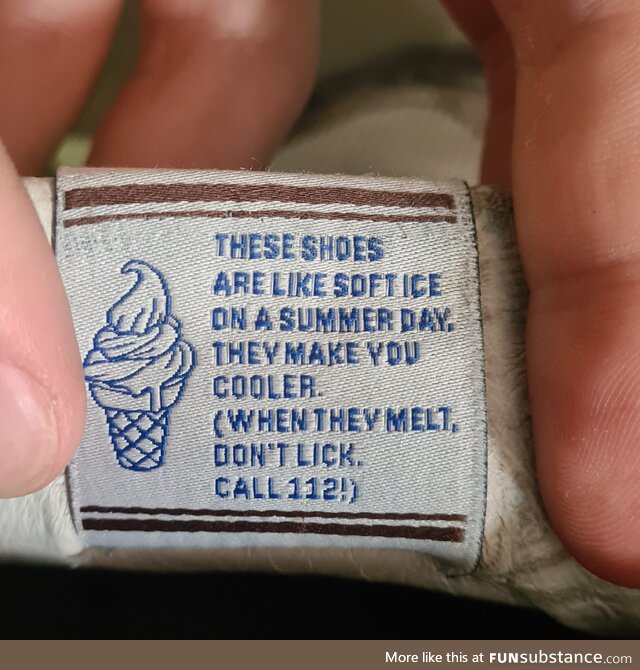 THESE SHOES
ARE LIKE SOFT ICE
ON A SUMMER DAY.
THEY MAKE YOU
COOLER.
(WHEN THEY MELT,
DON'T LICK.
CALL 112!)
More like this at FUNsubstance.com